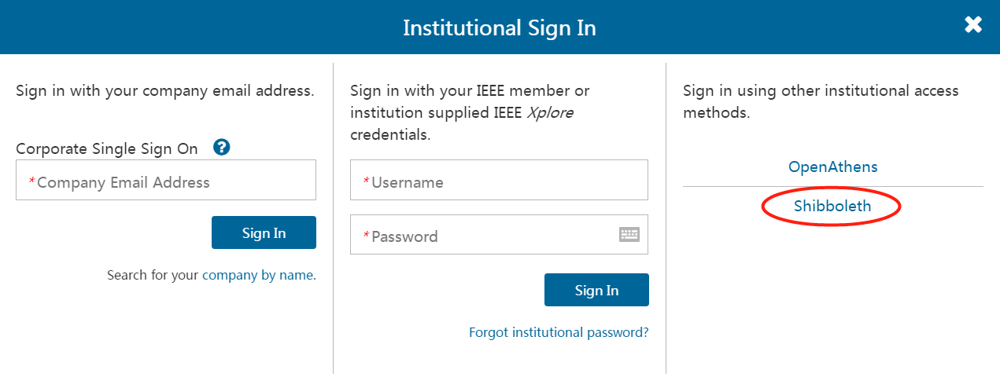 Institutional Sign In
Sign in with your company email address.
Corporate Single Sign On ?
*Company Email Address
Sign In
Search for your company by name.
Sign in with your IEEE member or
institution supplied IEEE Xplore
credentials.
*Username
*Password
Sign In
Forgot institutional password?
Sign in using other institutional access
methods.
OpenAthens
Shibboleth